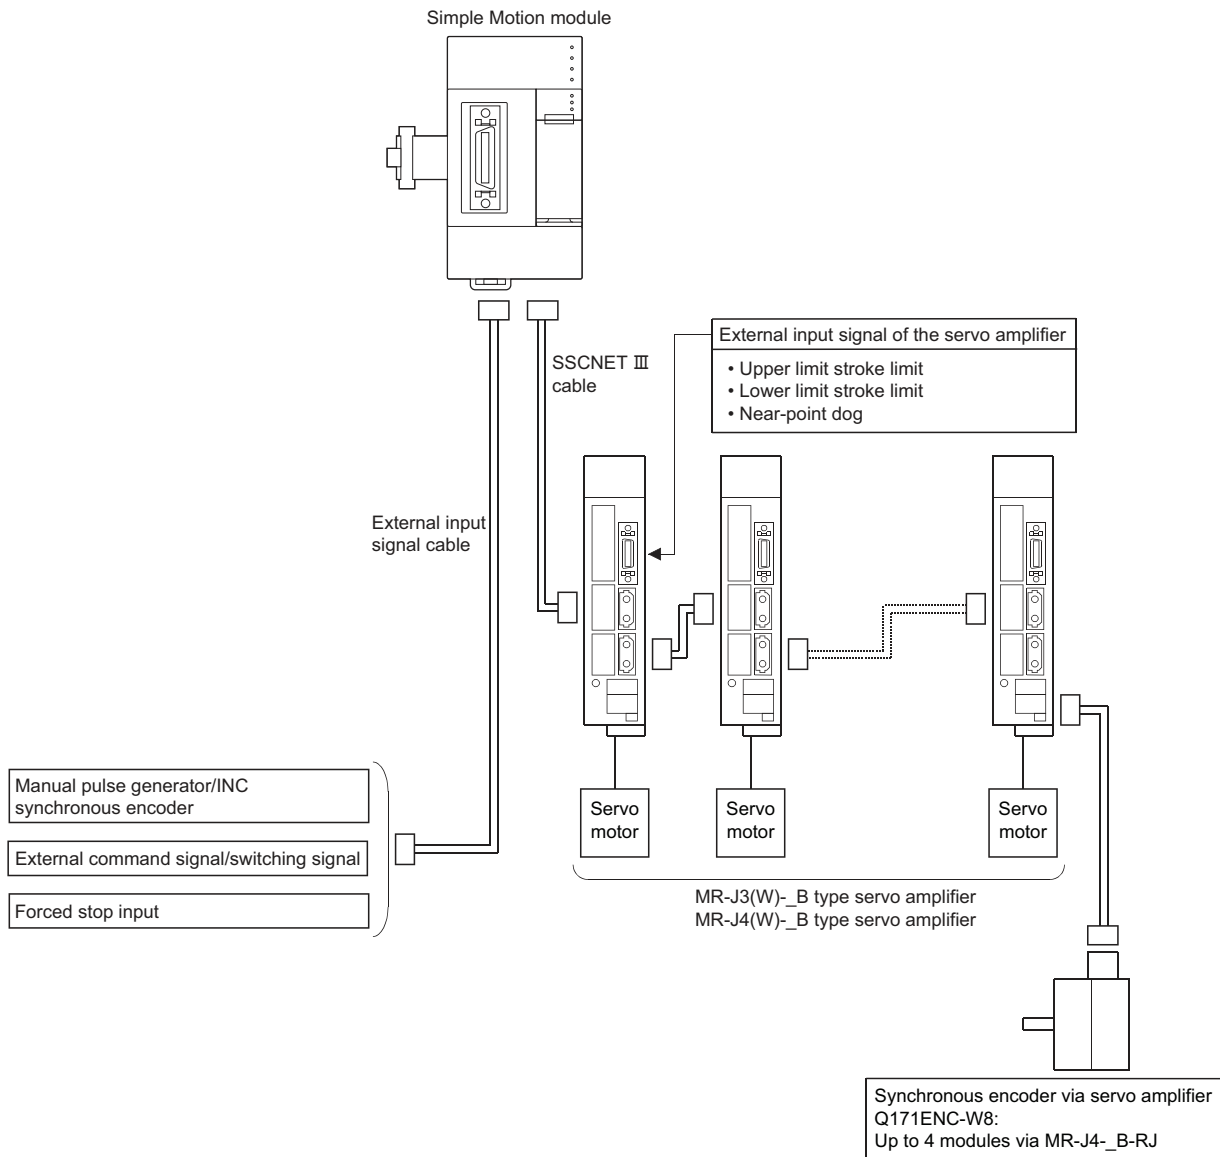 Simple Motion module
SSCNET Ⅲ
cable
External input signal of the servo amplifier
• Upper limit stroke limit
• Lower limit stroke limit
• Near-point dog
External input
signal cable
Manual pulse generator/INC
synchronous encoder
External command signal/switching signal
Forced stop input
Servo
motor
Servo
motor
Servo
motor
MR-J3(W)-_B type servo amplifier
MR-J4(W)-_B type servo amplifier
Synchronous encoder via servo amplifier
Q171ENC-W8:
Up to 4 modules via MR-J4-_B-RJ